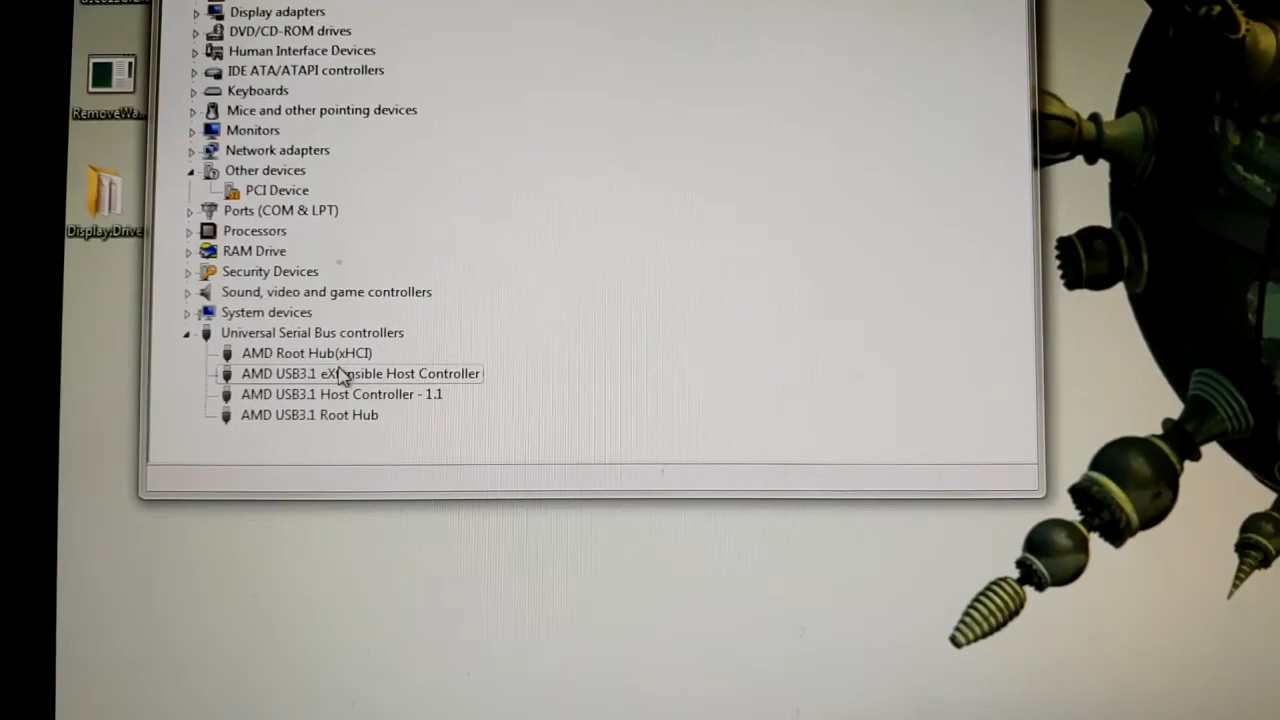 Display adapters
DVD/CD-ROM drives
Human Interface Devices
IDE ATA/ATAPI controllers
Keyboards
RemoveWa
Mice and other pointing devices
Monitors
Network adapters
Other devices
PCI Device
Ports (COM & LPT)
Display.Drive
Processors
RAM Drive
Security Devices
Sound, video and game controllers
System devices
Universal Serial Bus controllers
AMD Root Hub(xHCI)
AMD USB3.1 Host Controller
AMD USB3.1 Host Controller - 1.1
AMD USB3.1 Root Hub